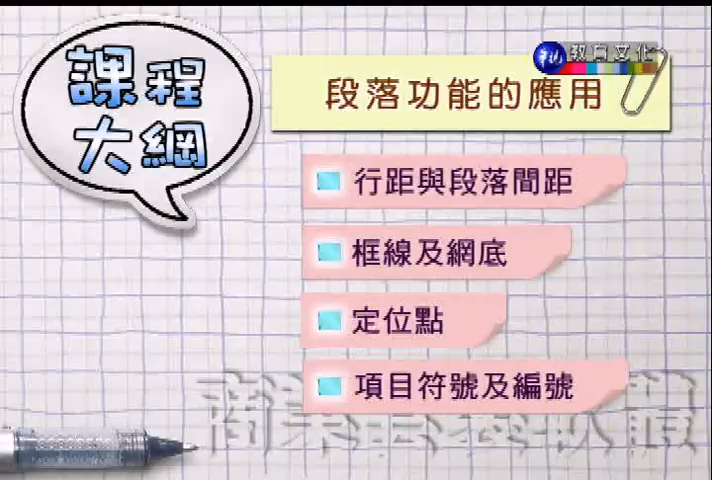 課程
大綱
教育文化
段落功能的應用
行距與段落間距
框線及網底
定位點
項目符號及編號